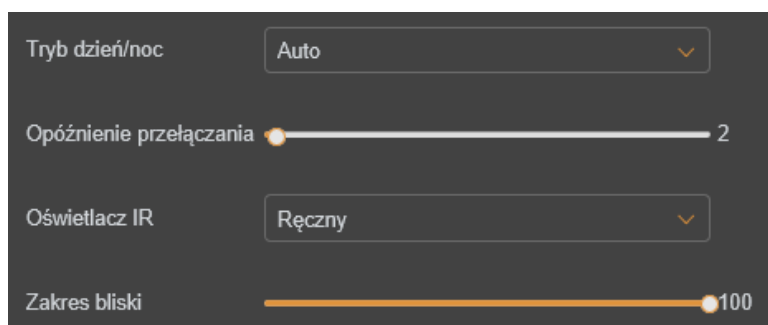 Tryb dzień/noc Auto
Opóźnienie przełączania 2
Oświetlacz IR Ręczny
Zakres bliski 100